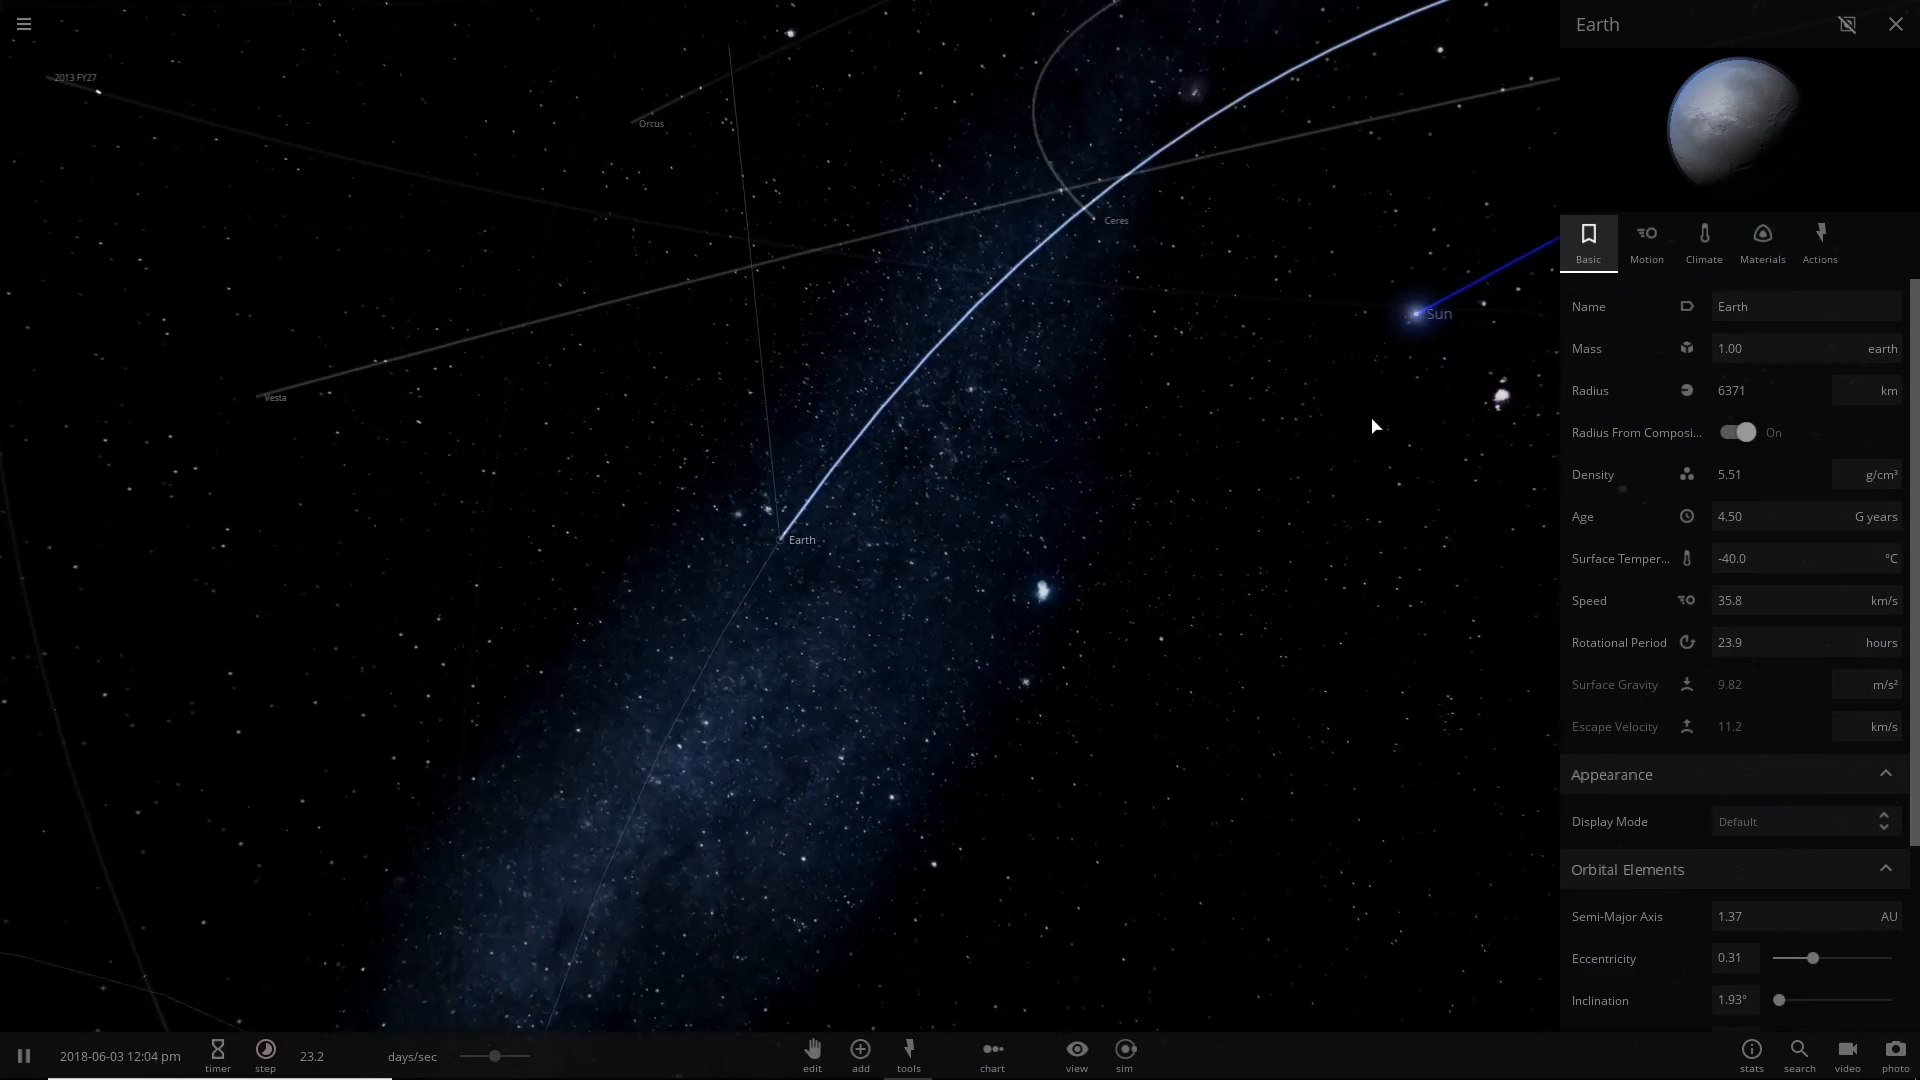 Earth
2013 FY27
Orcus
Ceres
Basic
Motion
Climate
Materials
Actions
Name Earth
Sun
Mass 1.00 earth
Radius 6371 km
Vesta
Radius From Composi... On
Density 5.51 g/cm³
Age 4.50 G years
Earth
Surface Temper... -40.0 °C
Speed 35.8 km/s
Rotational Period 23.9 hours
Surface Gravity 9.82 m/s²
Escape Velocity 11.2 km/s
Appearance
Display Mode Default
Orbital Elements
Semi-Major Axis 1.37 AU
Eccentricity 0.31
Inclination 1.93°
2018-06-03 12:04 pm
timer
step
23.2 days/sec
edit
add
tools
chart
view
sim
stats
search
video
photo